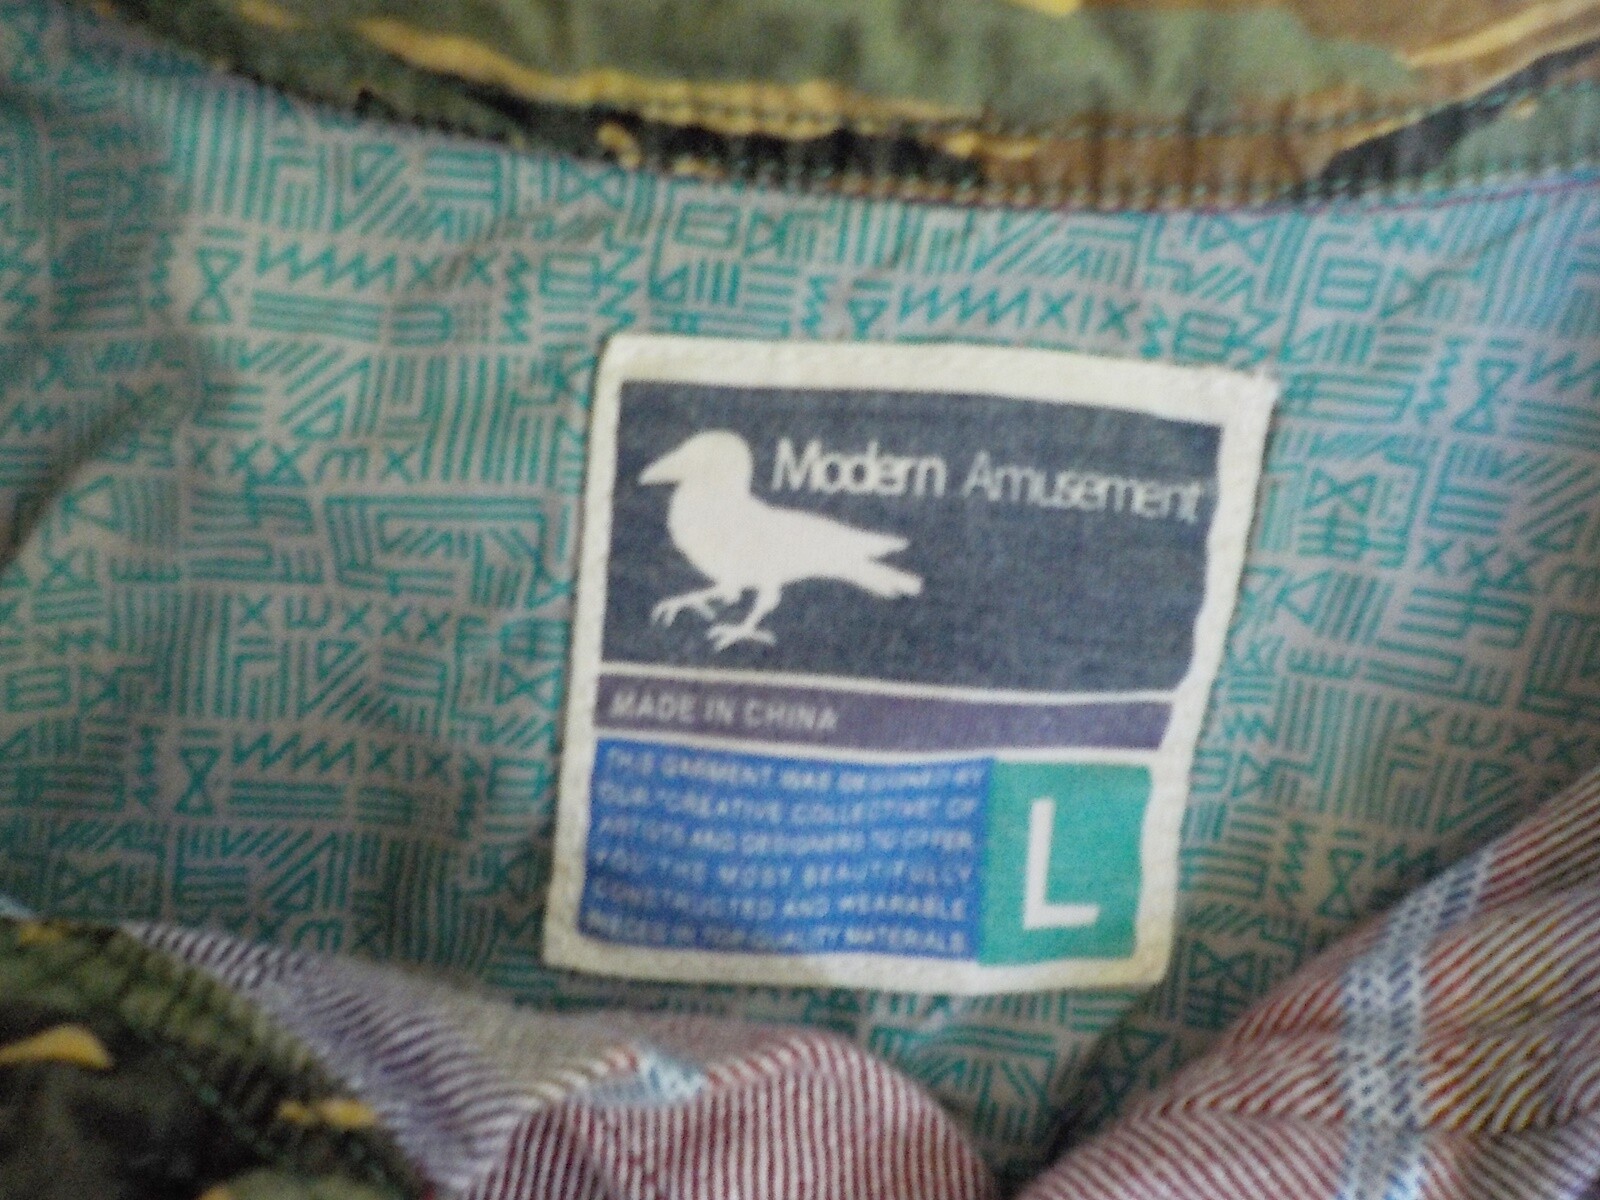 Modern Amusement
MADE IN CHINA
THIS GARMENT WAS DESIGNED BY
OUR "CREATIVE COLLECTIVE" OF
ARTISTS AND DESIGNERS TO OFFER
YOU THE MOST BEAUTIFULLY
CONSTRUCTED AND WEARABLE
PIECES IN TOP QUALITY MATERIALS.
L